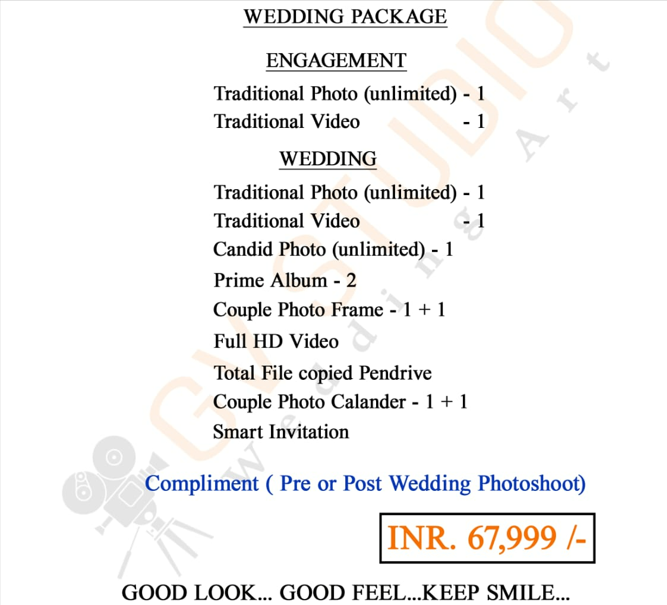 WEDDING PACKAGE
ENGAGEMENT
Traditional Photo (unlimited) - 1
Traditional Video - 1
WEDDING
Traditional Photo (unlimited) - 1
Traditional Video - 1
Candid Photo (unlimited) - 1
Prime Album - 2
Couple Photo Frame - 1 + 1
Full HD Video
Total File copied Pendrive
Couple Photo Calander - 1 + 1
Smart Invitation
Compliment ( Pre or Post Wedding Photoshoot)
INR. 67,999 /-
GOOD LOOK... GOOD FEEL...KEEP SMILE...
GV STUDIO
Wedding Art